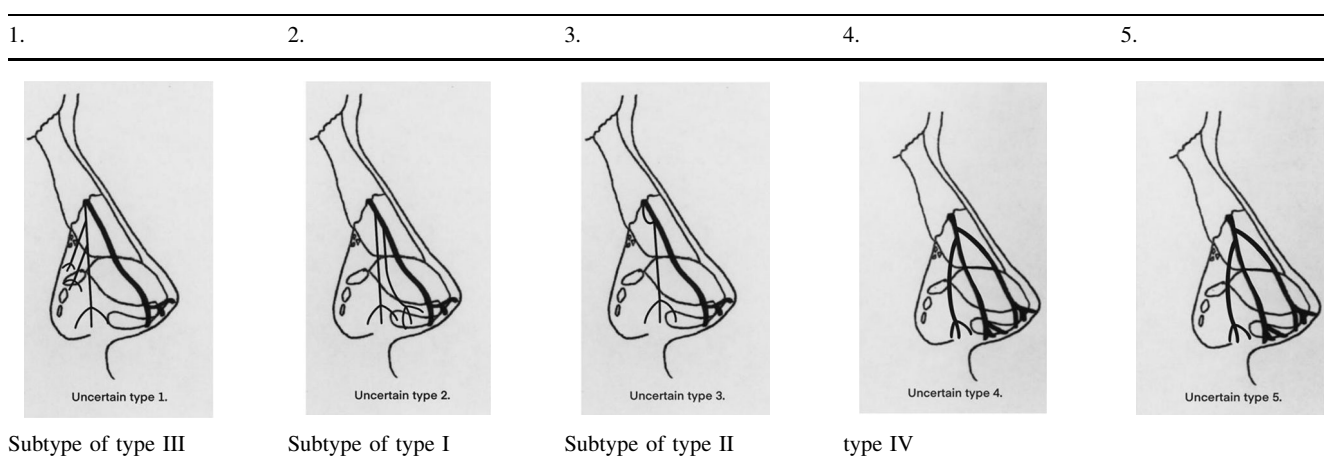 1. 2. 3. 4. 5.
Uncertain type 1. Uncertain type 2. Uncertain type 3. Uncertain type 4. Uncertain type 5.
Subtype of type III Subtype of type I Subtype of type II type IV